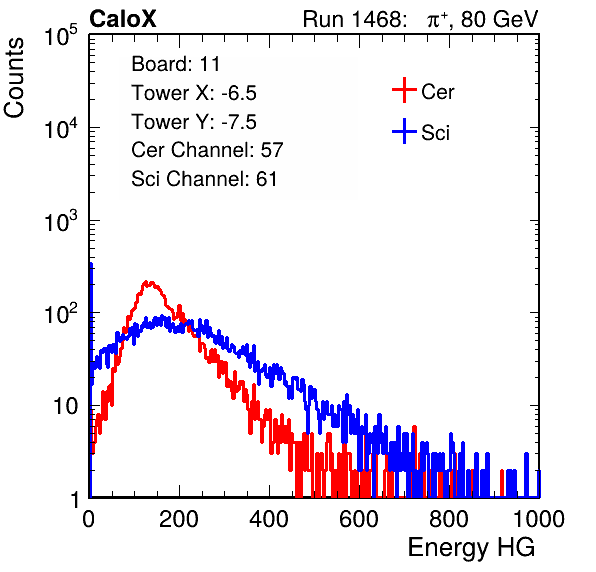 CaloX Run 1468: π⁺, 80 GeV
Counts
10⁵
10⁴
10³
10²
10
1
Board: 11
Tower X: -6.5
Tower Y: -7.5
Cer Channel: 57
Sci Channel: 61
Cer
Sci
0 200 400 600 800 1000
Energy HG